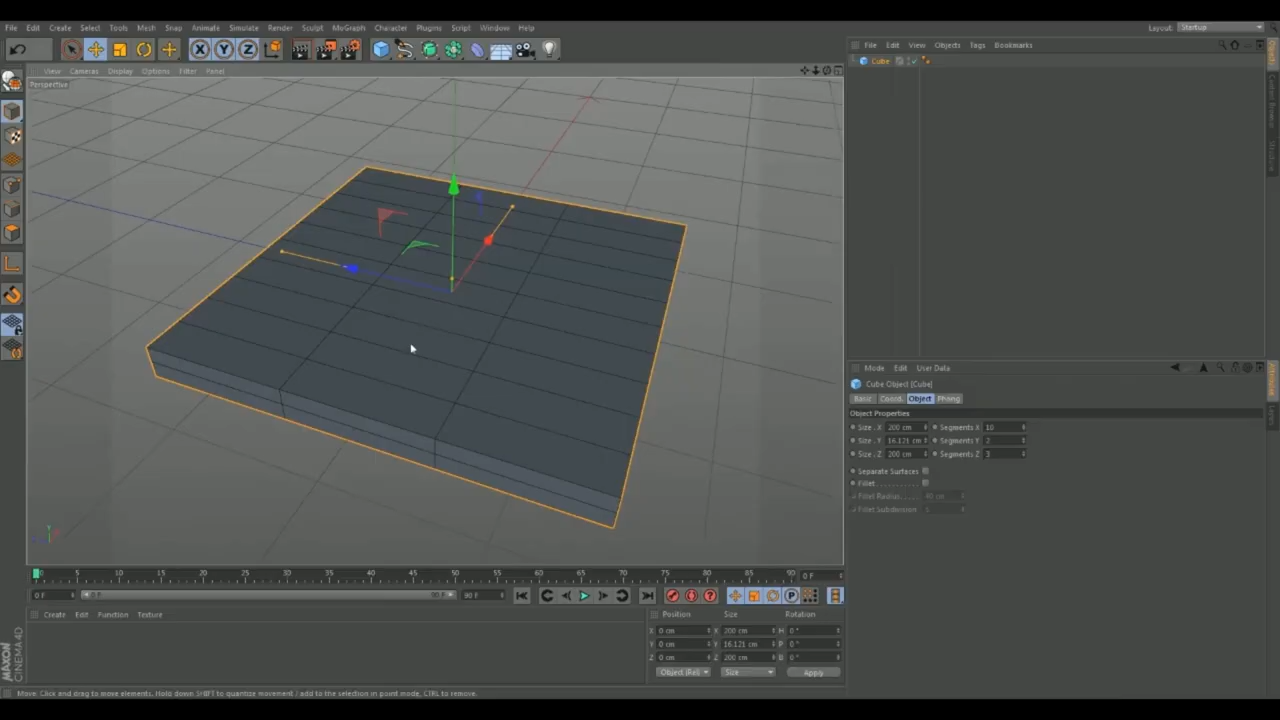 File Edit Create Select Tools Mesh Snap Animate Simulate Render Sculpt MoGraph Character Plugins Script Window Help
Layout: Startup
File Edit View Objects Tags Bookmarks
Cube
View Cameras Display Options Filter Panel
Perspective
Mode Edit User Data
Cube Object [Cube]
Basic Coord. Object Phong
Object Properties
Size . X 200 cm Segments X 10
Size . Y 16.121 cm Segments Y 2
Size . Z 200 cm Segments Z 3
Separate Surfaces
Fillet
Fillet Radius 40 cm
Fillet Subdivision 5
0 5 10 15 20 25 30 35 40 45 50 55 60 65 70 75 80 85 90 0 F
0 F 0 F 90 F 90 F
Create Edit Function Texture
Position Size Rotation
X 0 cm X 200 cm H 0 °
Y 0 cm Y 16.121 cm P 0 °
Z 0 cm Z 200 cm B 0 °
Object (Rel) Size Apply
MAXON CINEMA 4D
Move: Click and drag to move elements. Hold down SHIFT to quantize movement / add to the selection in point mode, CTRL to remove.